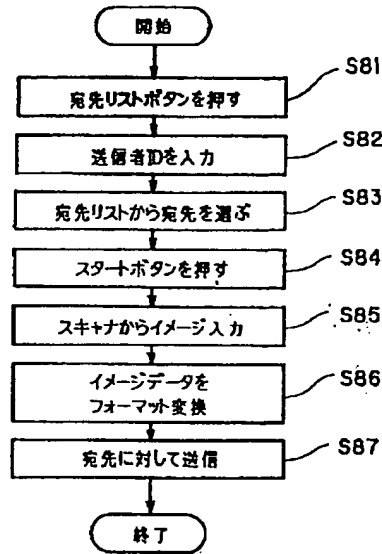 開始
S81
宛先リストボタンを押す
S82
送信者IDを入力
S83
宛先リストから宛先を選ぶ
S84
スタートボタンを押す
S85
スキャナからイメージ入力
S86
イメージデータを
フォーマット変換
S87
宛先に対して送信
終了